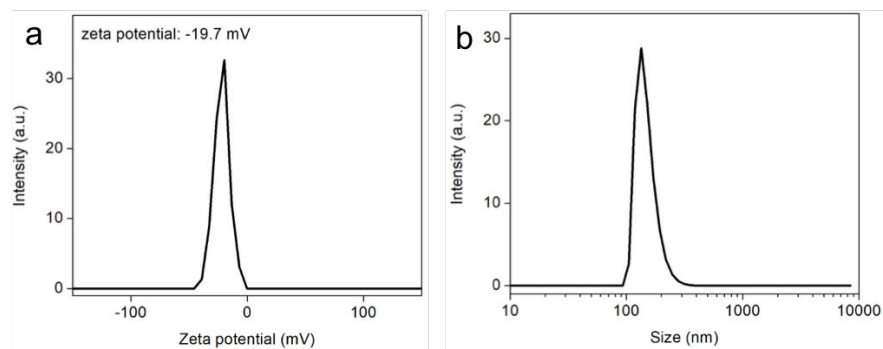 a
zeta potential: -19.7 mV
30
20
10
0
Intensity (a.u.)
-100 0 100
Zeta potential (mV)
b
30
20
10
0
Intensity (a.u.)
10 100 1000 10000
Size (nm)